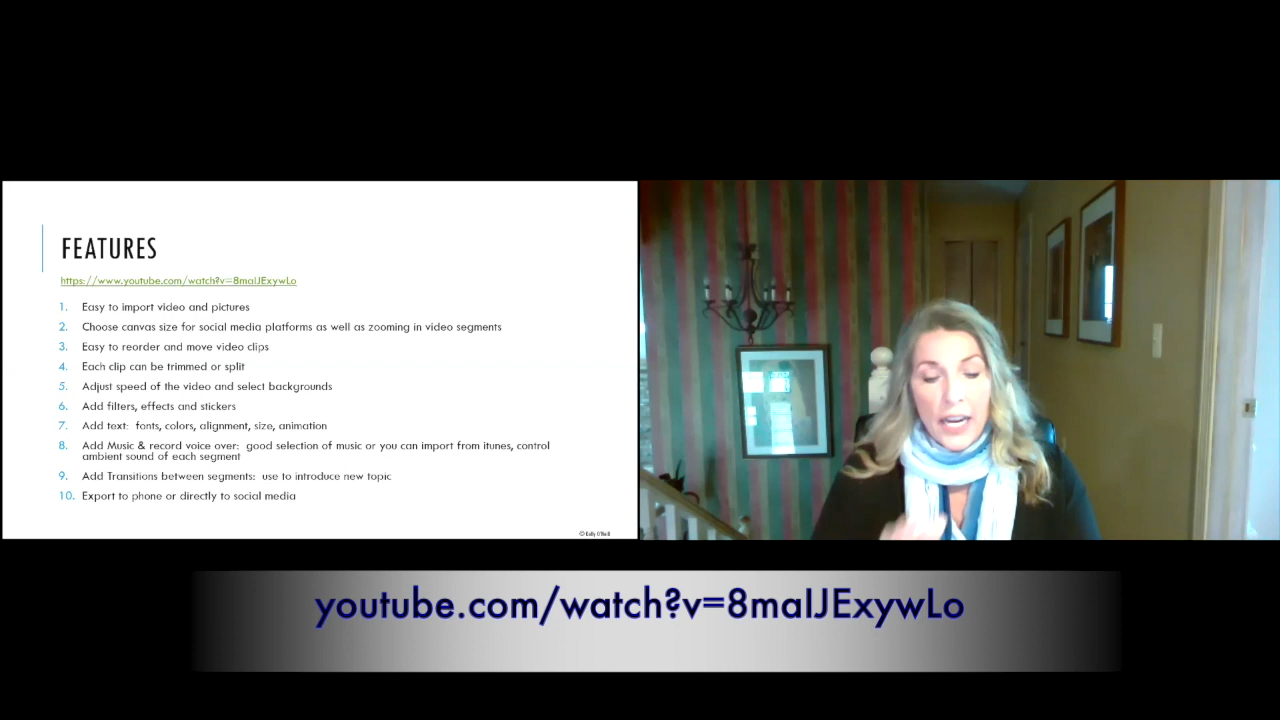 FEATURES
https://www.youtube.com/watch?v=8maIJExywLo
1. Easy to import video and pictures
2. Choose canvas size for social media platforms as well as zooming in video segments
3. Easy to reorder and move video clips
4. Each clip can be trimmed or split
5. Adjust speed of the video and select backgrounds
6. Add filters, effects and stickers
7. Add text: fonts, colors, alignment, size, animation
8. Add Music & record voice over: good selection of music or you can import from itunes, control
ambient sound of each segment
9. Add Transitions between segments: use to introduce new topic
10. Export to phone or directly to social media
© Kelly O'Neill
youtube.com/watch?v=8maIJExywLo